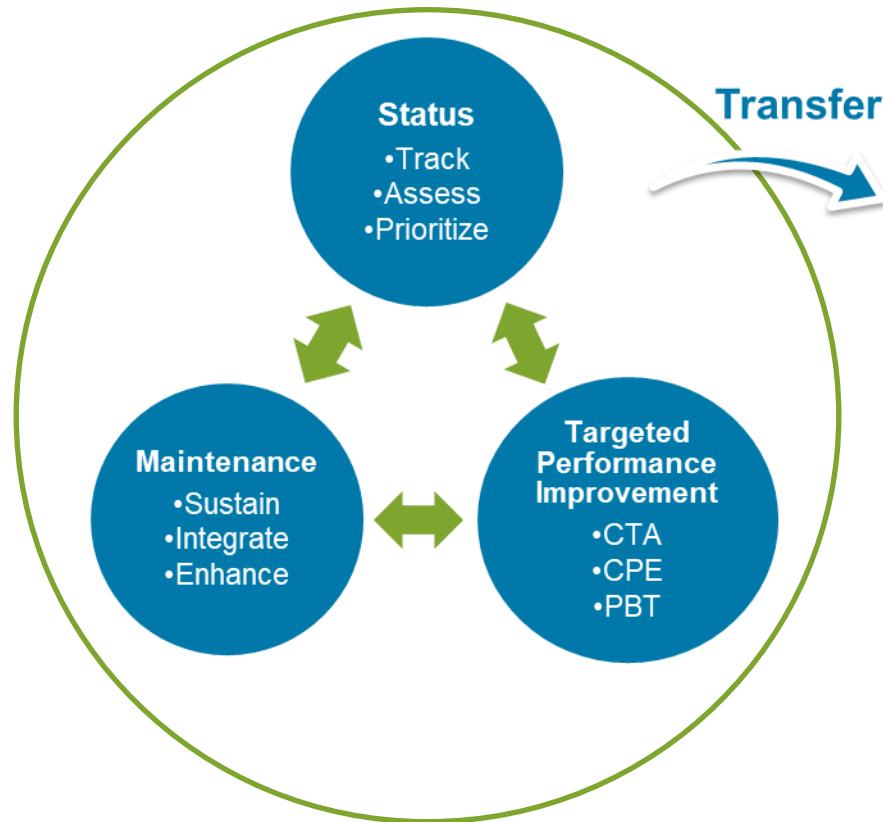 Transfer
Status
•Track
•Assess
•Prioritize
Maintenance
•Sustain
•Integrate
•Enhance
Targeted
Performance
Improvement
•CTA
•CPE
•PBT